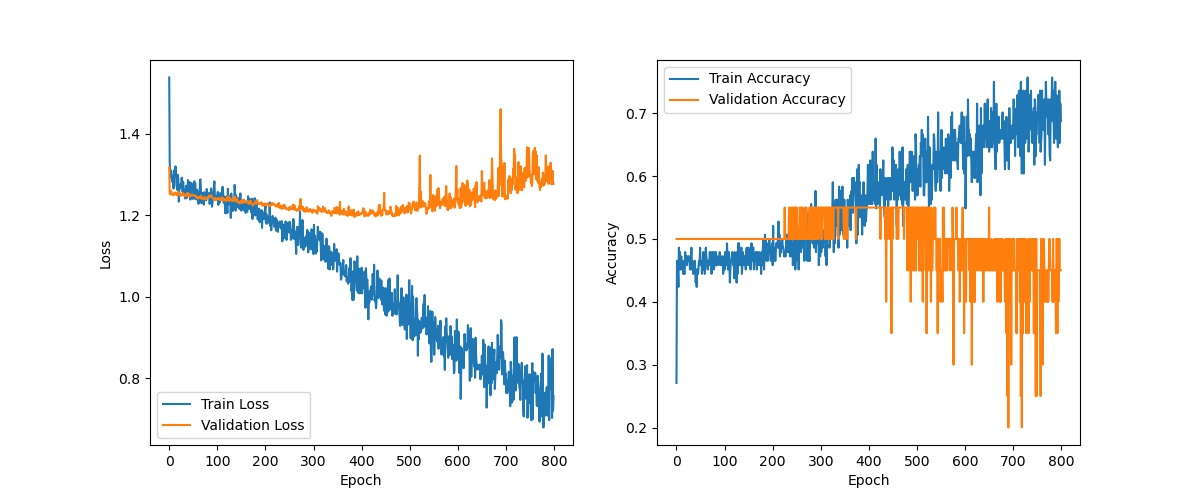 1.4
1.2
1.0
0.8
Loss
Train Loss
Validation Loss
0 100 200 300 400 500 600 700 800
Epoch
Train Accuracy
Validation Accuracy
0.7
0.6
0.5
0.4
0.3
0.2
Accuracy
0 100 200 300 400 500 600 700 800
Epoch